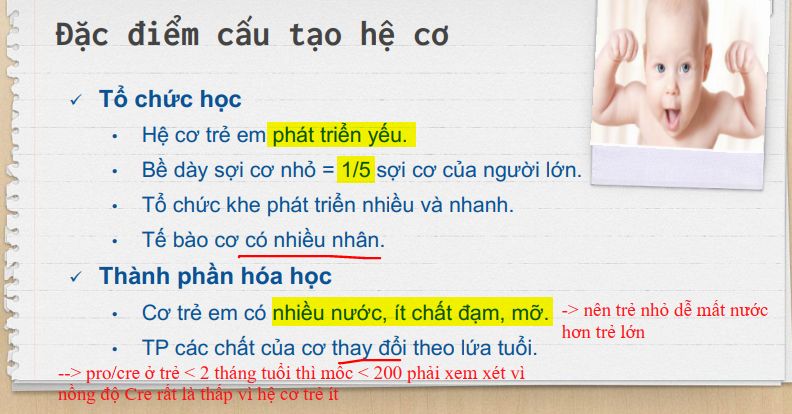 Đặc điểm cấu tạo hệ cơ
Tổ chức học
Hệ cơ trẻ em phát triển yếu.
Bề dày sợi cơ nhỏ = 1/5 sợi cơ của người lớn.
Tổ chức khe phát triển nhiều và nhanh.
Tế bào cơ có nhiều nhân.
Thành phần hóa học
Cơ trẻ em có nhiều nước, ít chất đạm, mỡ.
-> nên trẻ nhỏ dễ mất nước
hơn trẻ lớn
TP các chất của cơ thay đổi theo lứa tuổi.
--> pro/cre ở trẻ < 2 tháng tuổi thì mốc < 200 phải xem xét vì
nồng độ Cre rất là thấp vì hệ cơ trẻ ít